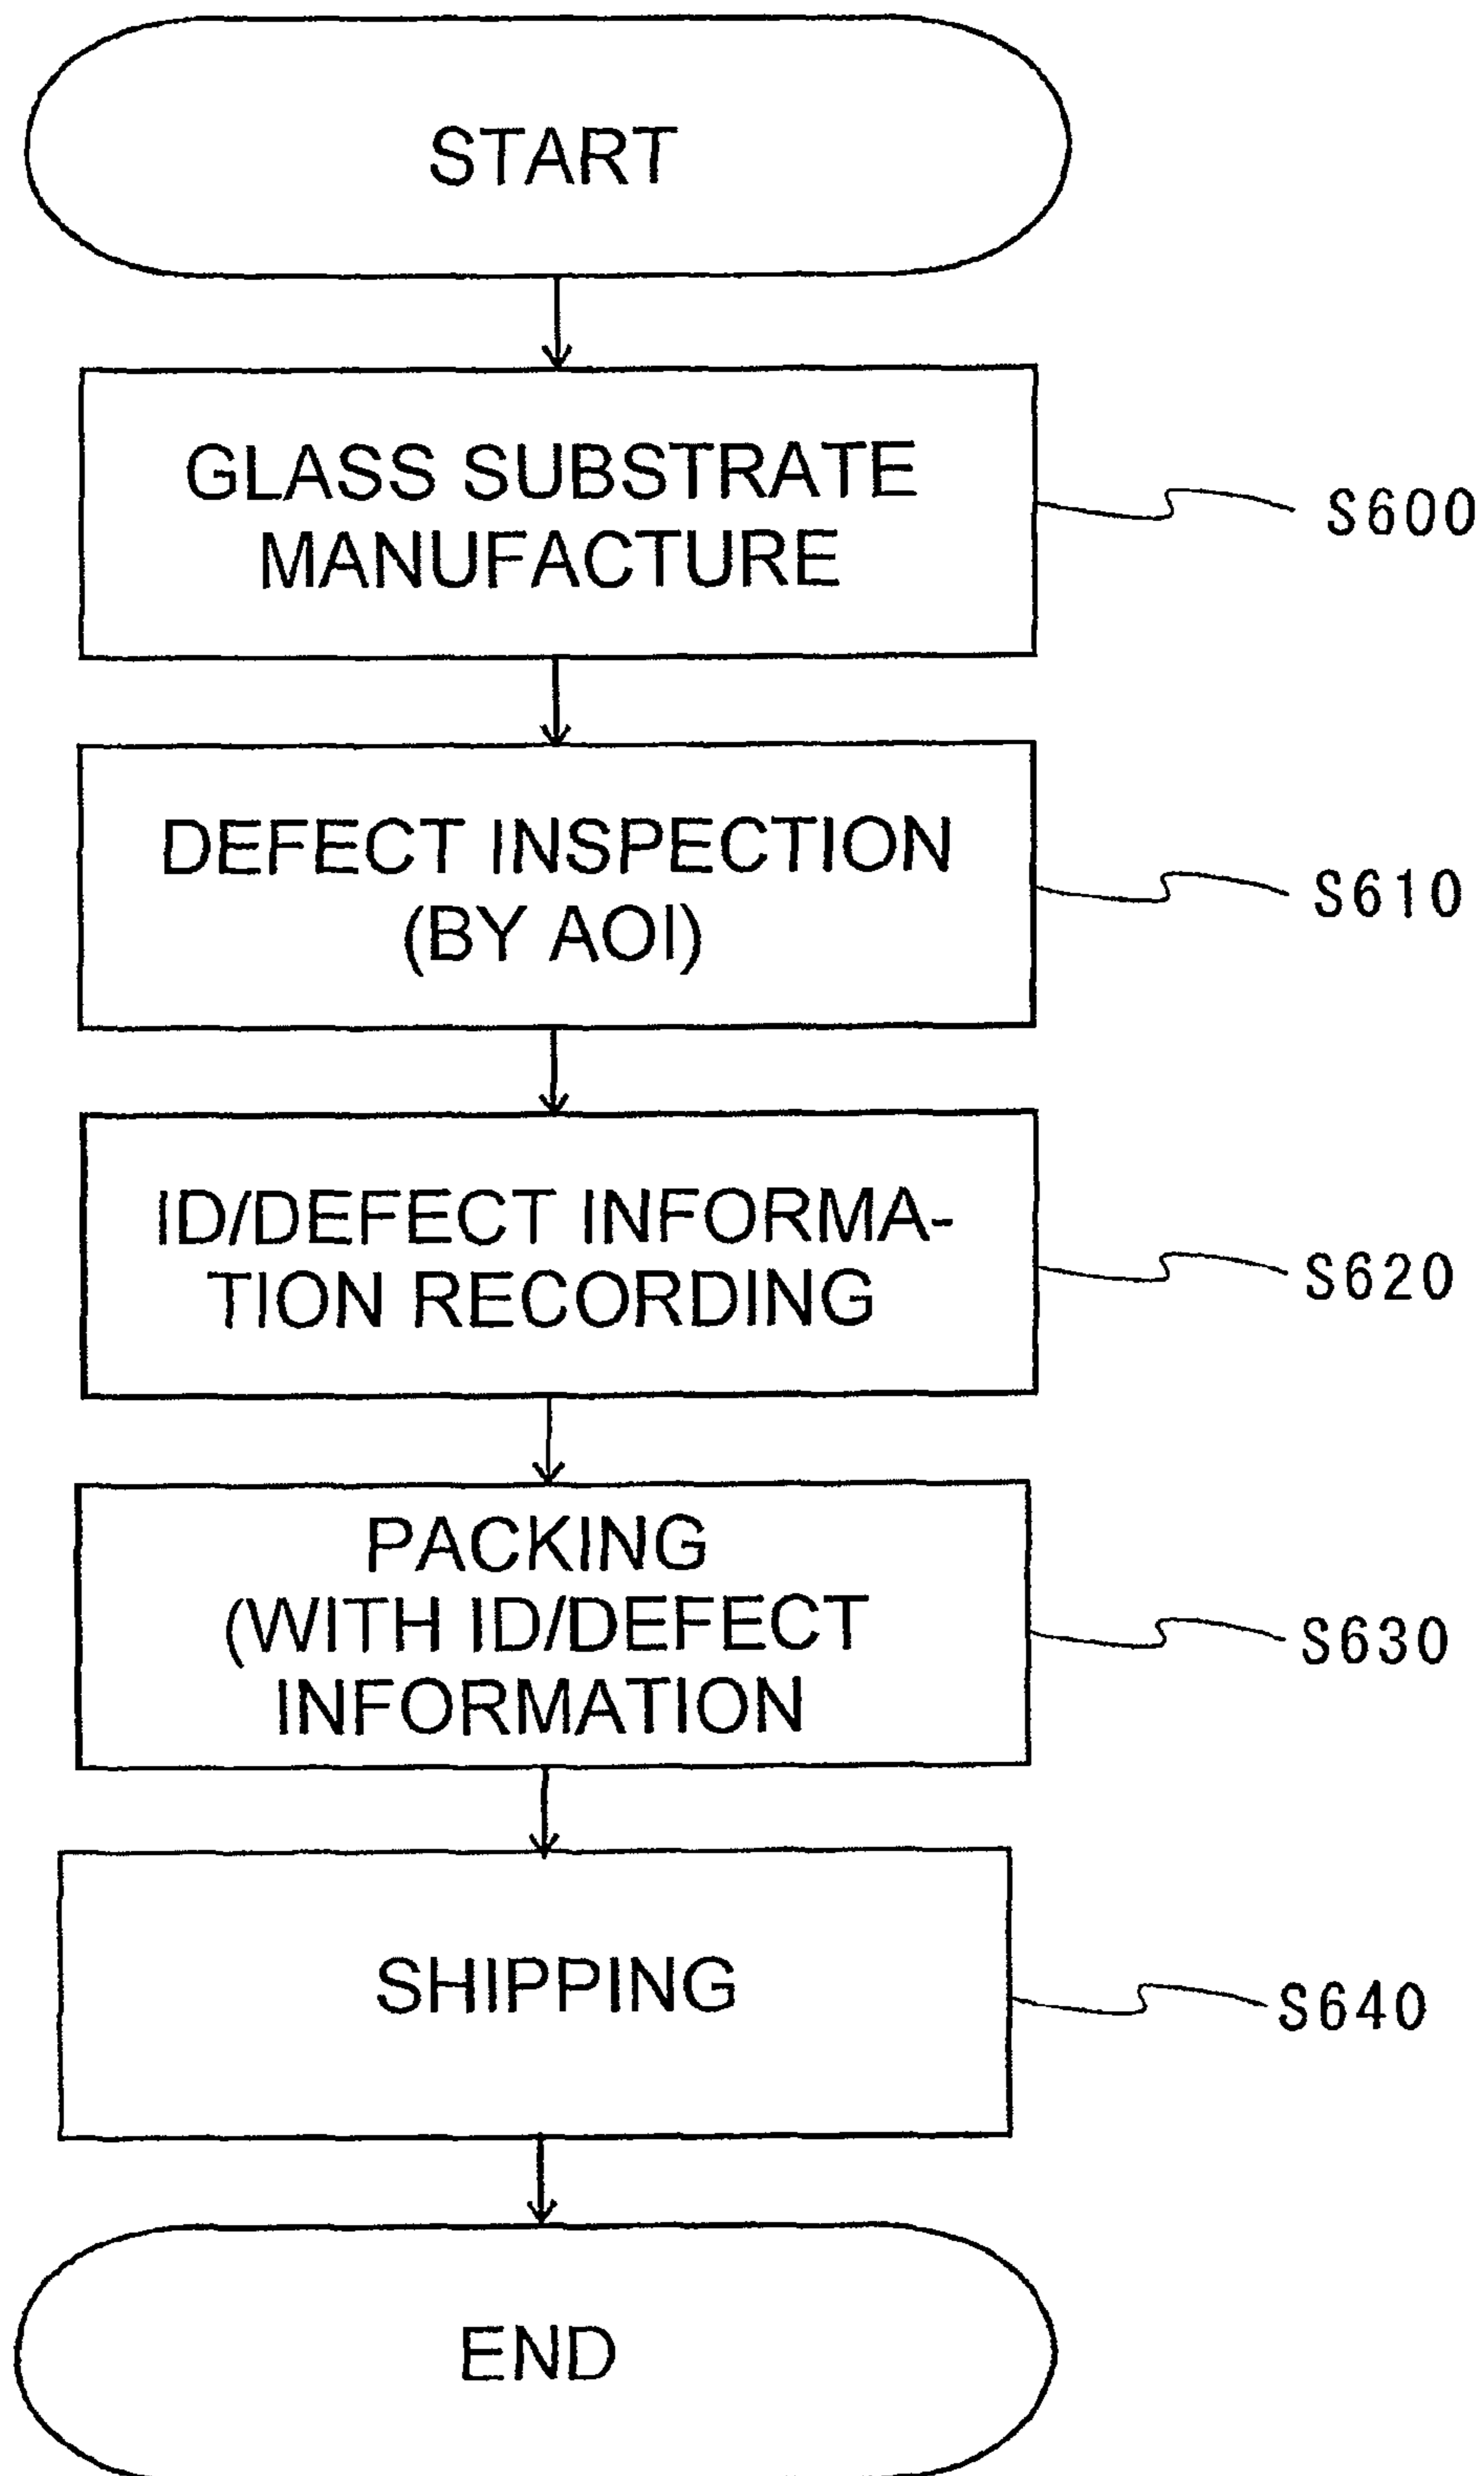 START
GLASS SUBSTRATE
MANUFACTURE
S600
DEFECT INSPECTION
(BY AOI)
S610
ID/DEFECT INFORMA-
TION RECORDING
S620
PACKING
(WITH ID/DEFECT
INFORMATION
S630
SHIPPING
S640
END